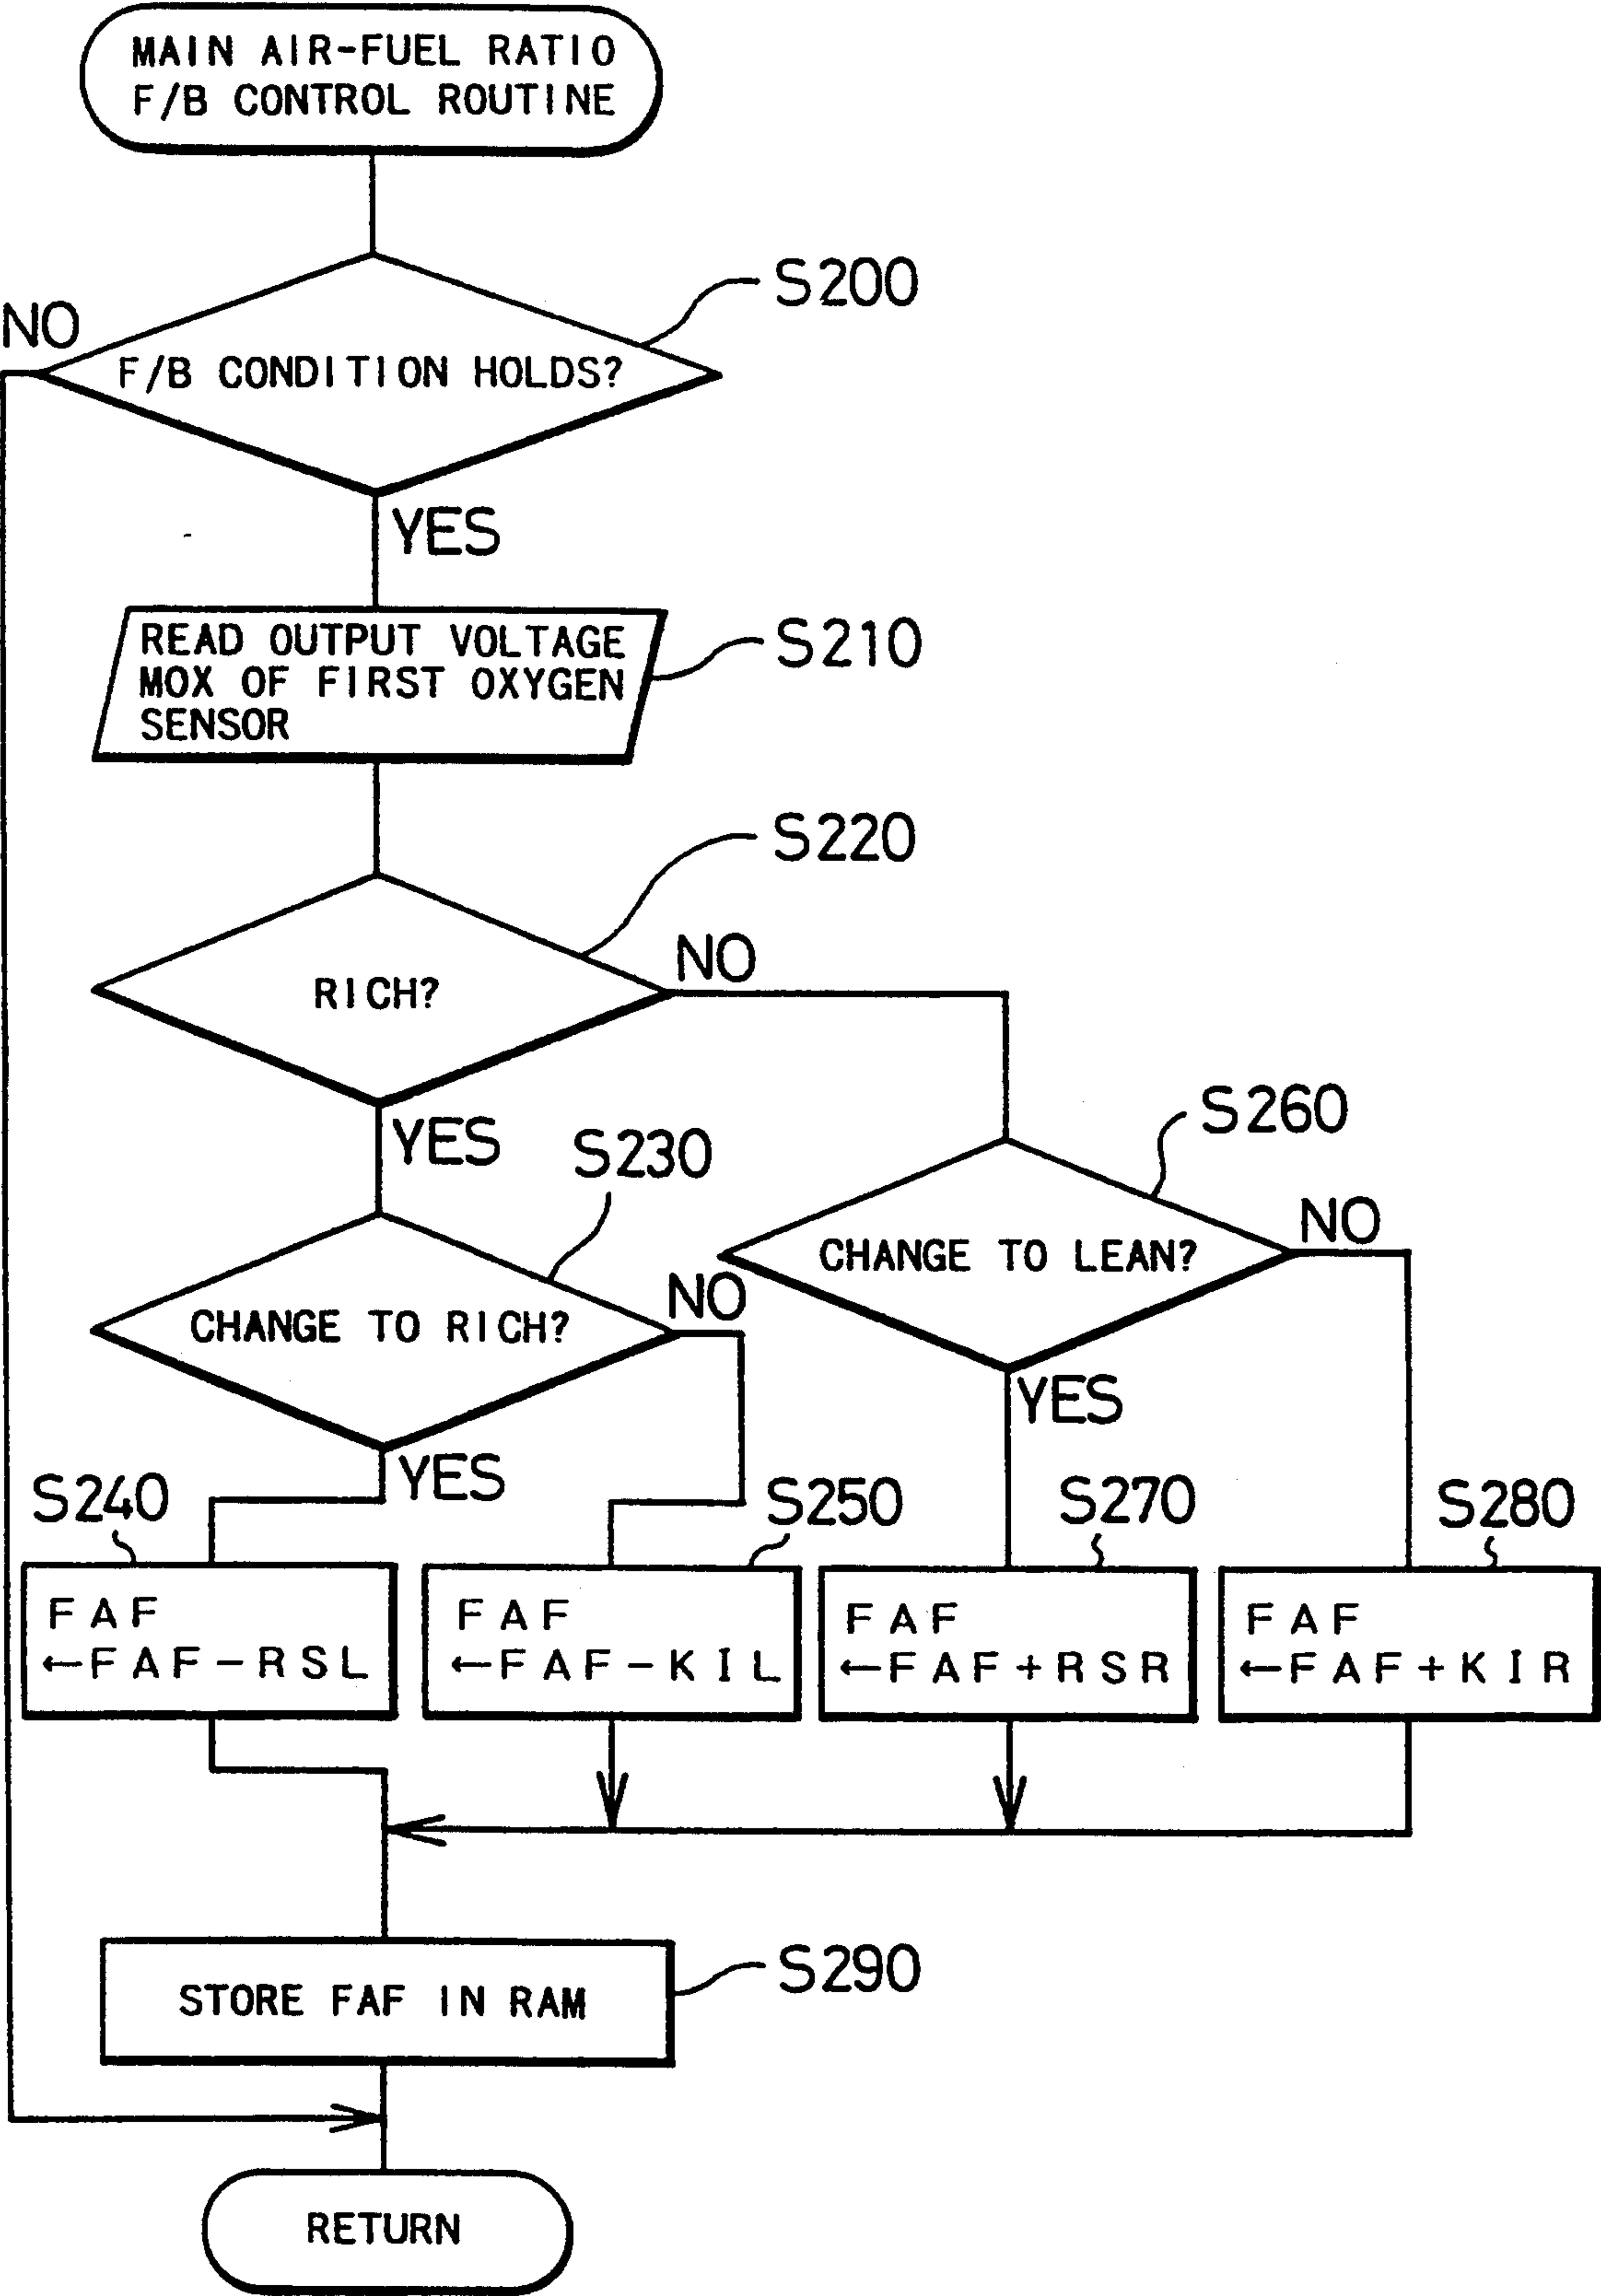 MAIN AIR-FUEL RATIO
F/B CONTROL ROUTINE
S200
NO
F/B CONDITION HOLDS?
YES
READ OUTPUT VOLTAGE
MOX OF FIRST OXYGEN
SENSOR
S210
S220
NO
RICH?
YES
S230
S260
NO
CHANGE TO LEAN?
NO
CHANGE TO RICH?
YES
YES
S240
S250
S270
S280
FAF
←FAF-RSL
FAF
←FAF-KIL
FAF
←FAF+RSR
FAF
←FAF+KIR
STORE FAF IN RAM
S290
RETURN